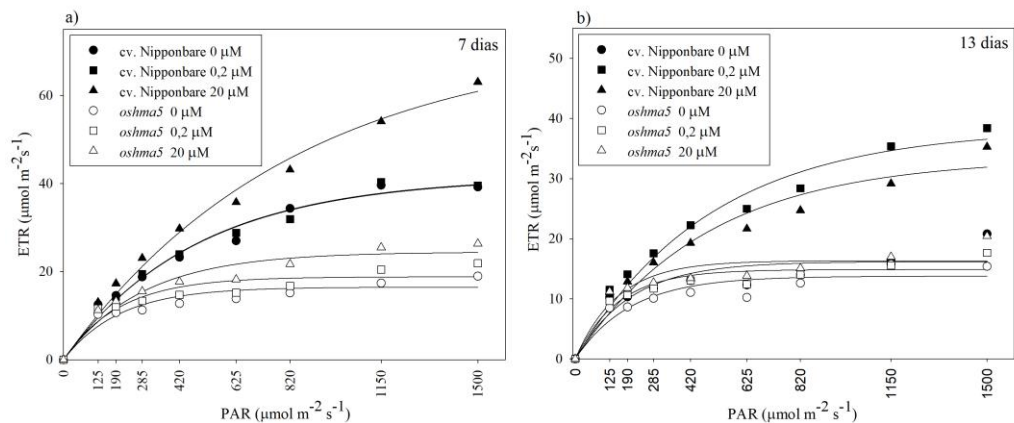 a)
7 dias
cv. Nipponbare 0 µM
cv. Nipponbare 0,2 µM
cv. Nipponbare 20 µM
oshma5 0 µM
oshma5 0,2 µM
oshma5 20 µM
ETR (µmol m⁻²s⁻¹)
60
40
20
0
0
125
190
285
420
625
820
1150
1500
PAR (µmol m⁻² s⁻¹)
b)
13 dias
cv. Nipponbare 0 µM
cv. Nipponbare 0,2 µM
cv. Nipponbare 20 µM
oshma5 0 µM
oshma5 0,2 µM
oshma5 20 µM
ETR (µmol m⁻²s⁻¹)
50
40
30
20
10
0
0
125
190
285
420
625
820
1150
1500
PAR (µmol m⁻² s⁻¹)